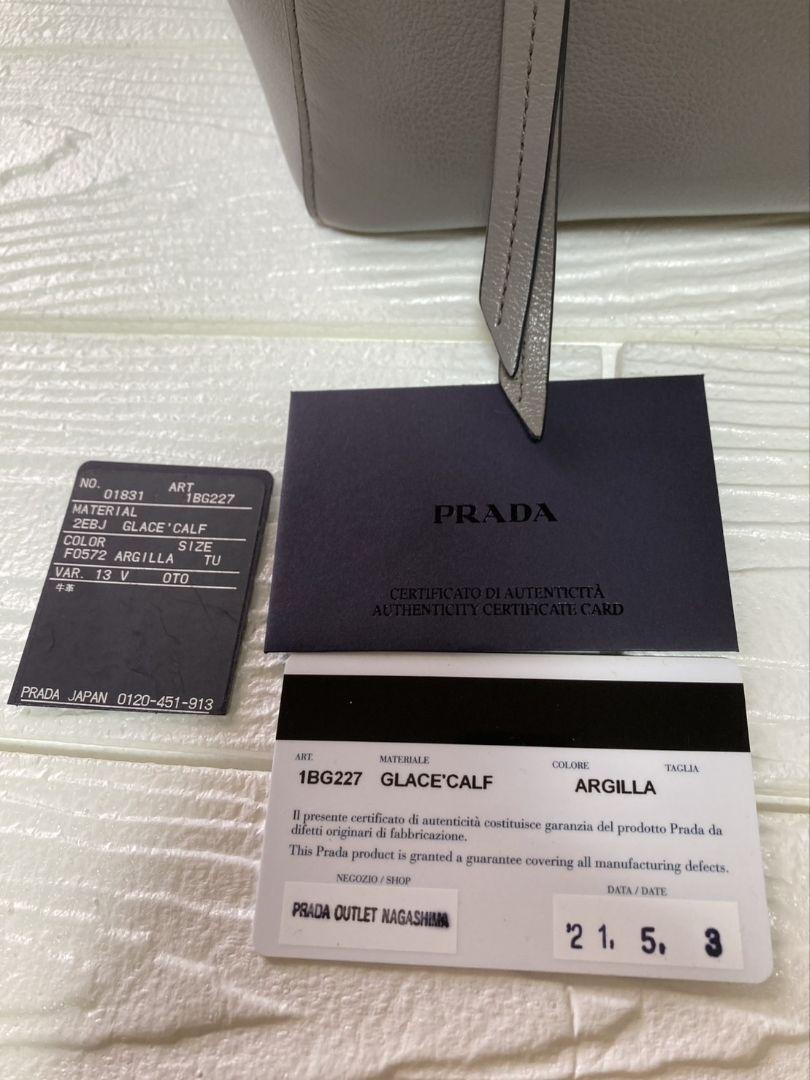 NO. ART
01831 1BG227
MATERIAL
2EBJ GLACE'CALF
COLOR SIZE
F0572 ARGILLA TU
VAR. 13 V OTO
牛革
PRADA JAPAN 0120-451-913
PRADA
CERTIFICATO DI AUTENTICITÀ
AUTHENTICITY CERTIFICATE CARD
ART. MATERIALE COLORE TAGLIA
1BG227 GLACE'CALF ARGILLA
Il presente certificato di autenticità costituisce garanzia del prodotto Prada da
difetti originari di fabbricazione.
This Prada product is granted a guarantee covering all manufacturing defects.
NEGOZIO / SHOP DATA / DATE
PRADA OUTLET NAGASHIMA '21. 5. 3